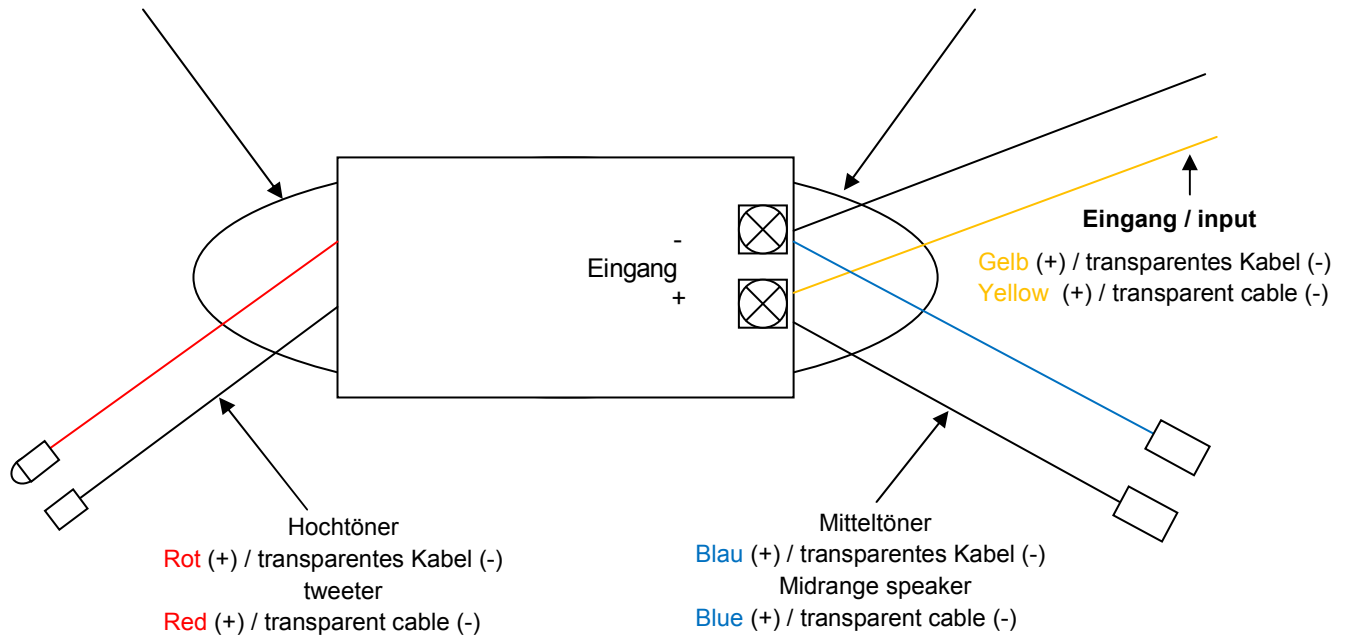 -
Eingang
+
Eingang / input
Gelb (+) / transparentes Kabel (-)
Yellow (+) / transparent cable (-)
Hochtöner
Rot (+) / transparentes Kabel (-)
tweeter
Red (+) / transparent cable (-)
Mitteltöner
Blau (+) / transparentes Kabel (-)
Midrange speaker
Blue (+) / transparent cable (-)